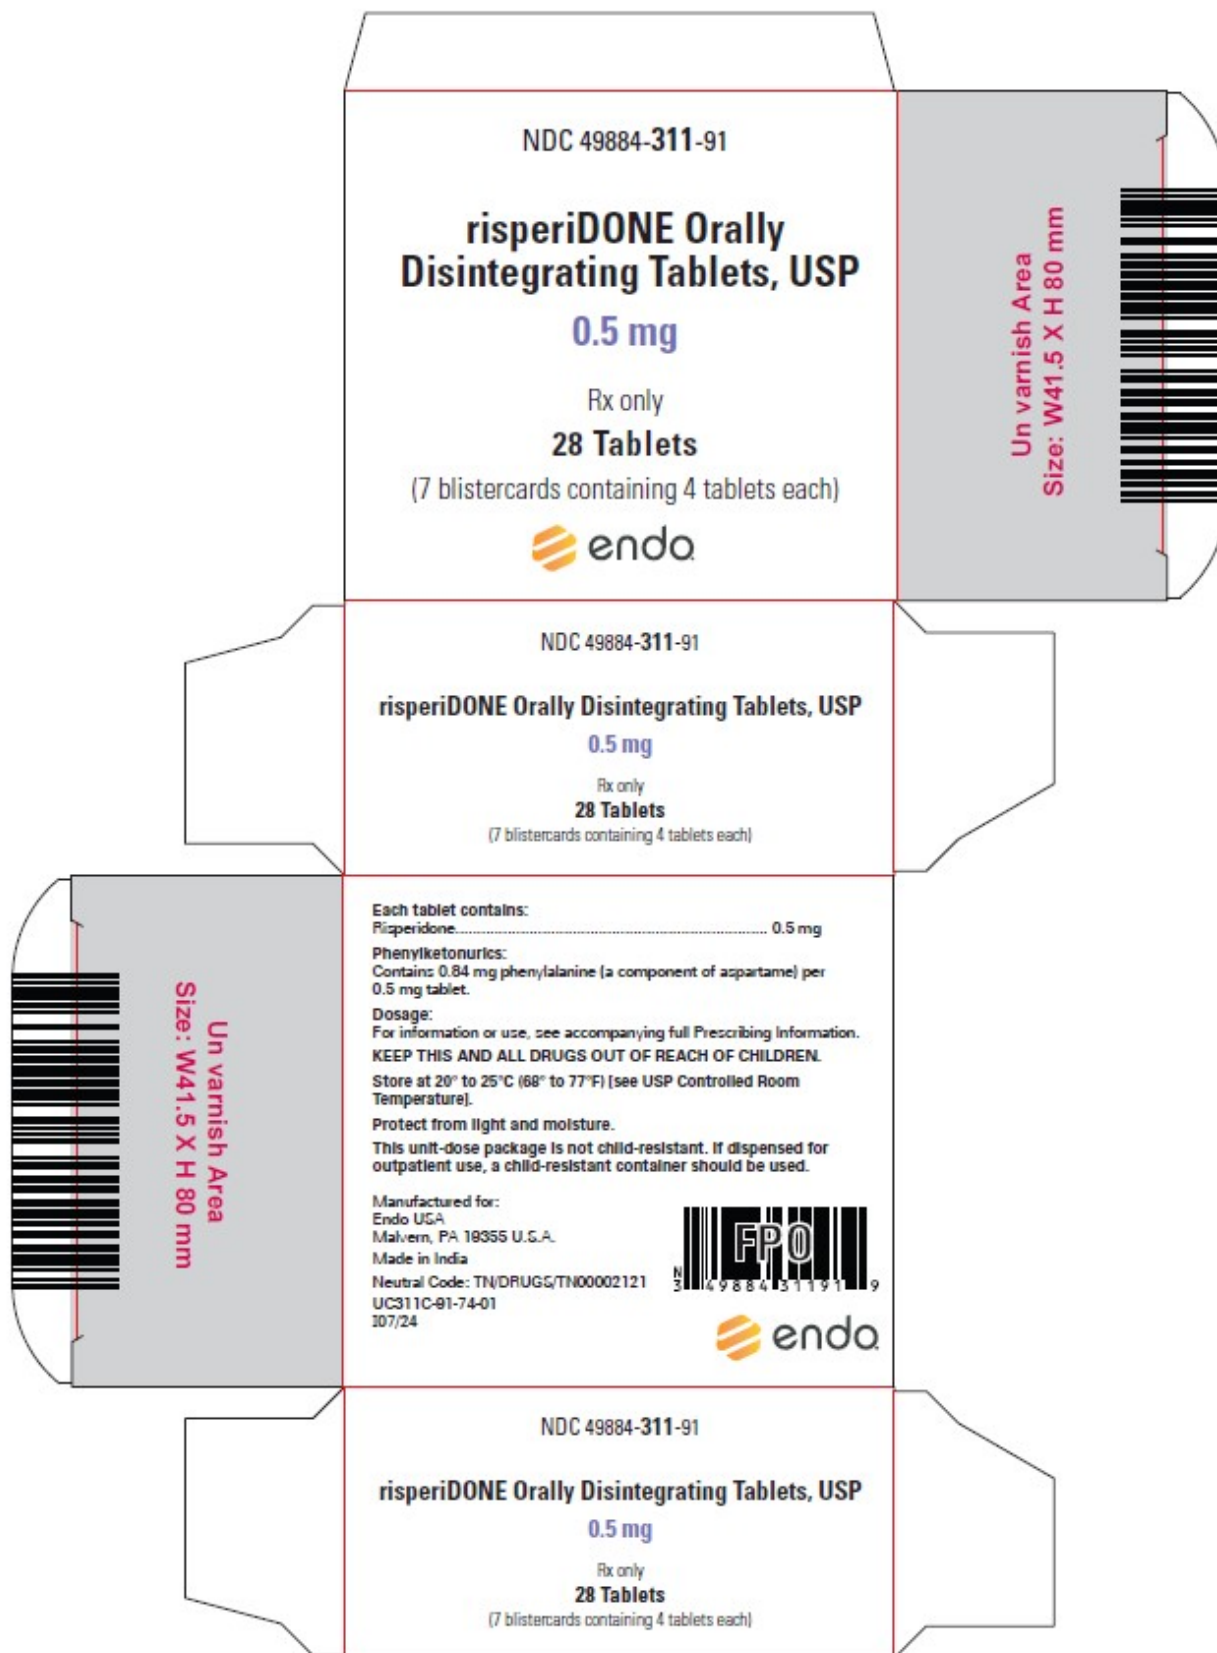 NDC 49884-311-91
risperiDONE Orally
Disintegrating Tablets, USP
0.5 mg
Rx only
28 Tablets
(7 blistercards containing 4 tablets each)
endo
Un varnish Area
Size: W41.5 X H 80 mm
NDC 49884-311-91
risperiDONE Orally Disintegrating Tablets, USP
0.5 mg
Rx only
28 Tablets
(7 blistercards containing 4 tablets each)
Un varnish Area
Size: W41.5 X H 80 mm
Each tablet contains:
Risperidone............................................................................ 0.5 mg
Phenylketonurics:
Contains 0.84 mg phenylalanine (a component of aspartame) per
0.5 mg tablet.
Dosage:
For information or use, see accompanying full Prescribing Information.
KEEP THIS AND ALL DRUGS OUT OF REACH OF CHILDREN.
Store at 20° to 25°C (68° to 77°F) [see USP Controlled Room
Temperature].
Protect from light and moisture.
This unit-dose package is not child-resistant. If dispensed for
outpatient use, a child-resistant container should be used.
Manufactured for:
Endo USA
Malvern, PA 19355 U.S.A.
Made in India
Neutral Code: TN/DRUGS/TN00002121
UC311C-91-74-01
I07/24
FPO
N
3 49884 31191 9
endo
NDC 49884-311-91
risperiDONE Orally Disintegrating Tablets, USP
0.5 mg
Rx only
28 Tablets
(7 blistercards containing 4 tablets each)